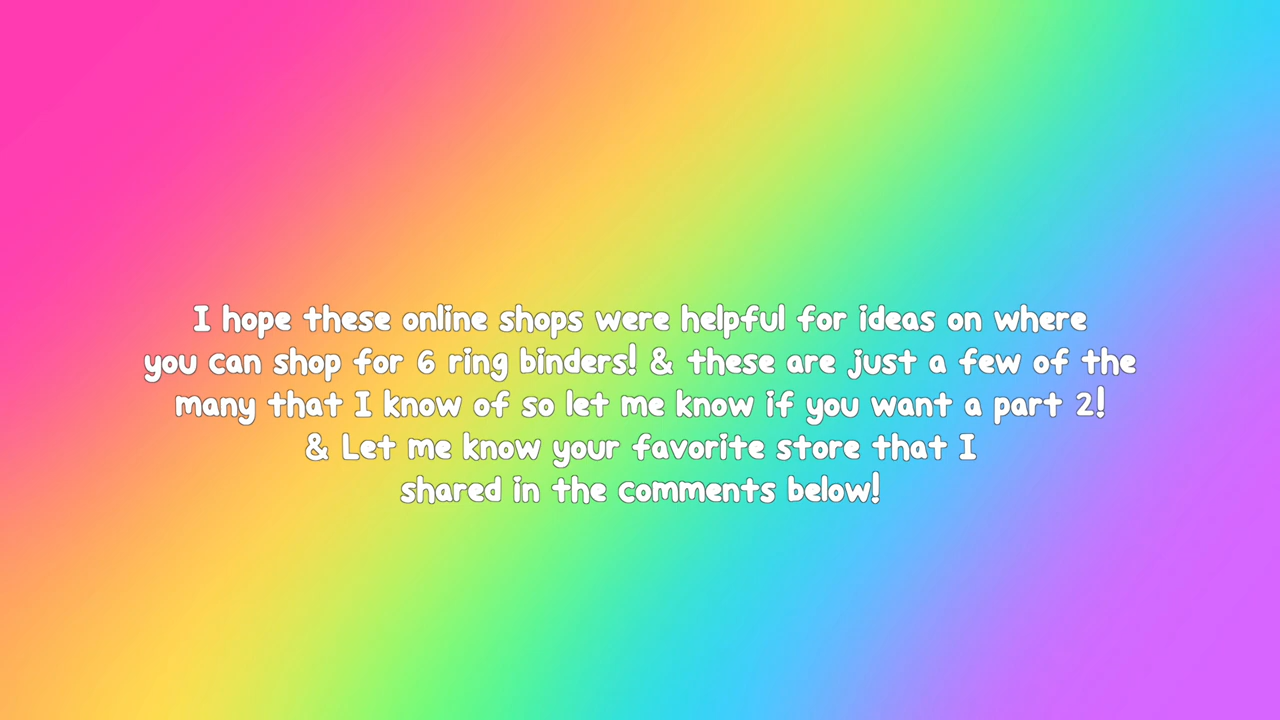 I hope these online shops were helpful for ideas on where
you can shop for 6 ring binders! & these are just a few of the
many that I know of so let me know if you want a part 2!
& Let me know your favorite store that I
shared in the comments below!